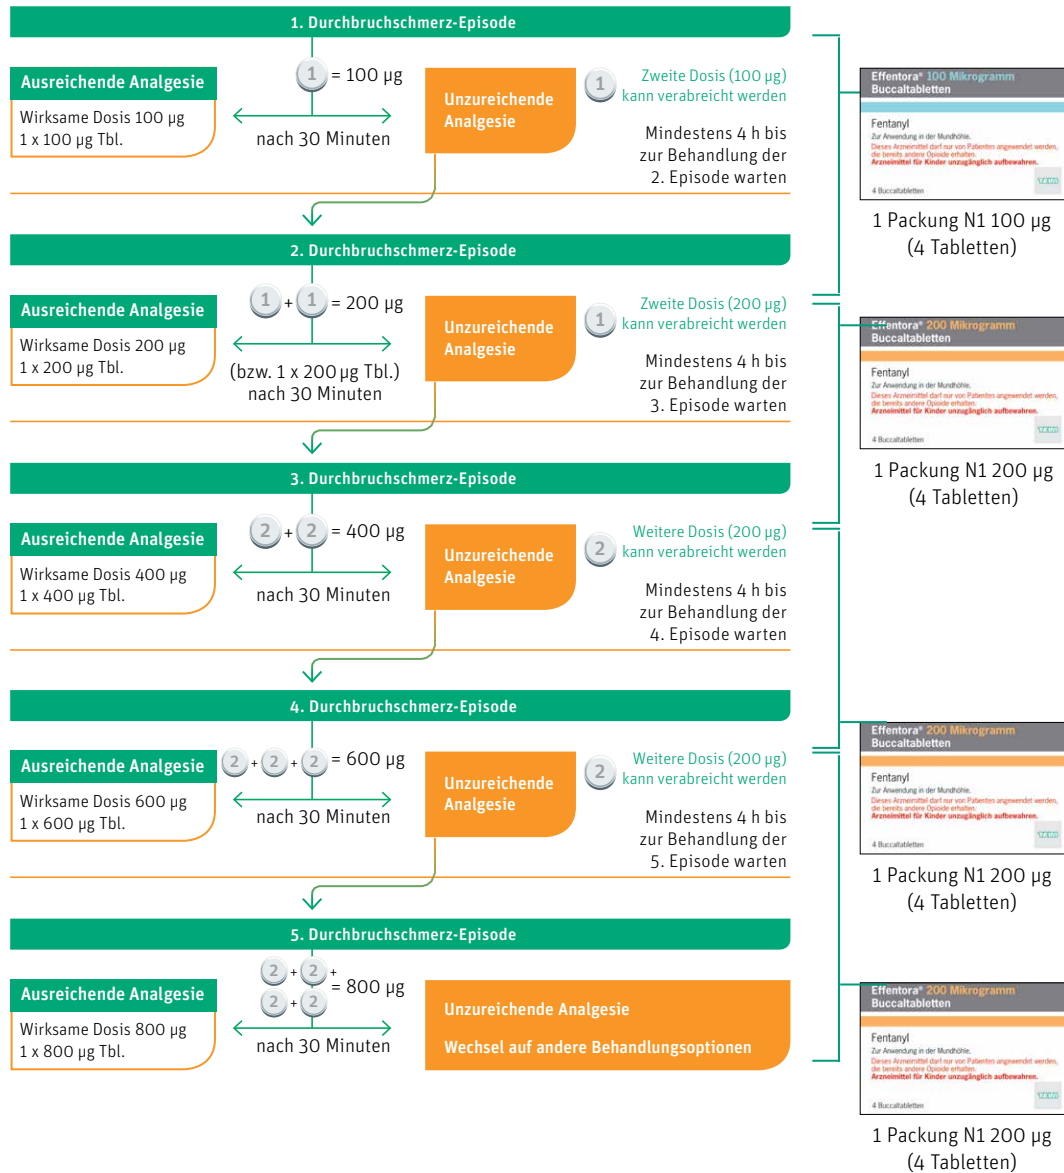 1. Durchbruchschmerz-Episode
Ausreichende Analgesie
Wirksame Dosis 100 µg
1 x 100 µg Tbl.
1 = 100 µg
nach 30 Minuten
Unzureichende
Analgesie
1
Zweite Dosis (100 µg)
kann verabreicht werden
Mindestens 4 h bis
zur Behandlung der
2. Episode warten
Effentora® 100 Mikrogramm
Buccaltabletten
Fentanyl
Zur Anwendung in der Mundhöhle.
Dieses Arzneimittel darf nur von Patienten angewendet werden,
die bereits andere Opioide erhalten.
Arzneimittel für Kinder unzugänglich aufbewahren.
TEVA
4 Buccaltabletten
1 Packung N1 100 µg
(4 Tabletten)
2. Durchbruchschmerz-Episode
Ausreichende Analgesie
Wirksame Dosis 200 µg
1 x 200 µg Tbl.
1 + 1 = 200 µg
(bzw. 1 x 200 µg Tbl.)
nach 30 Minuten
Unzureichende
Analgesie
1
Zweite Dosis (200 µg)
kann verabreicht werden
Mindestens 4 h bis
zur Behandlung der
3. Episode warten
Effentora® 200 Mikrogramm
Buccaltabletten
Fentanyl
Zur Anwendung in der Mundhöhle.
Dieses Arzneimittel darf nur von Patienten angewendet werden,
die bereits andere Opioide erhalten.
Arzneimittel für Kinder unzugänglich aufbewahren.
TEVA
4 Buccaltabletten
1 Packung N1 200 µg
(4 Tabletten)
3. Durchbruchschmerz-Episode
Ausreichende Analgesie
Wirksame Dosis 400 µg
1 x 400 µg Tbl.
2 + 2 = 400 µg
nach 30 Minuten
Unzureichende
Analgesie
2
Weitere Dosis (200 µg)
kann verabreicht werden
Mindestens 4 h bis
zur Behandlung der
4. Episode warten
4. Durchbruchschmerz-Episode
Ausreichende Analgesie
Wirksame Dosis 600 µg
1 x 600 µg Tbl.
2 + 2 + 2 = 600 µg
nach 30 Minuten
Unzureichende
Analgesie
2
Weitere Dosis (200 µg)
kann verabreicht werden
Mindestens 4 h bis
zur Behandlung der
5. Episode warten
Effentora® 200 Mikrogramm
Buccaltabletten
Fentanyl
Zur Anwendung in der Mundhöhle.
Dieses Arzneimittel darf nur von Patienten angewendet werden,
die bereits andere Opioide erhalten.
Arzneimittel für Kinder unzugänglich aufbewahren.
TEVA
4 Buccaltabletten
1 Packung N1 200 µg
(4 Tabletten)
5. Durchbruchschmerz-Episode
Ausreichende Analgesie
Wirksame Dosis 800 µg
1 x 800 µg Tbl.
2 + 2 +
2 + 2
= 800 µg
nach 30 Minuten
Unzureichende Analgesie
Wechsel auf andere Behandlungsoptionen
Effentora® 200 Mikrogramm
Buccaltabletten
Fentanyl
Zur Anwendung in der Mundhöhle.
Dieses Arzneimittel darf nur von Patienten angewendet werden,
die bereits andere Opioide erhalten.
Arzneimittel für Kinder unzugänglich aufbewahren.
TEVA
4 Buccaltabletten
1 Packung N1 200 µg
(4 Tabletten)